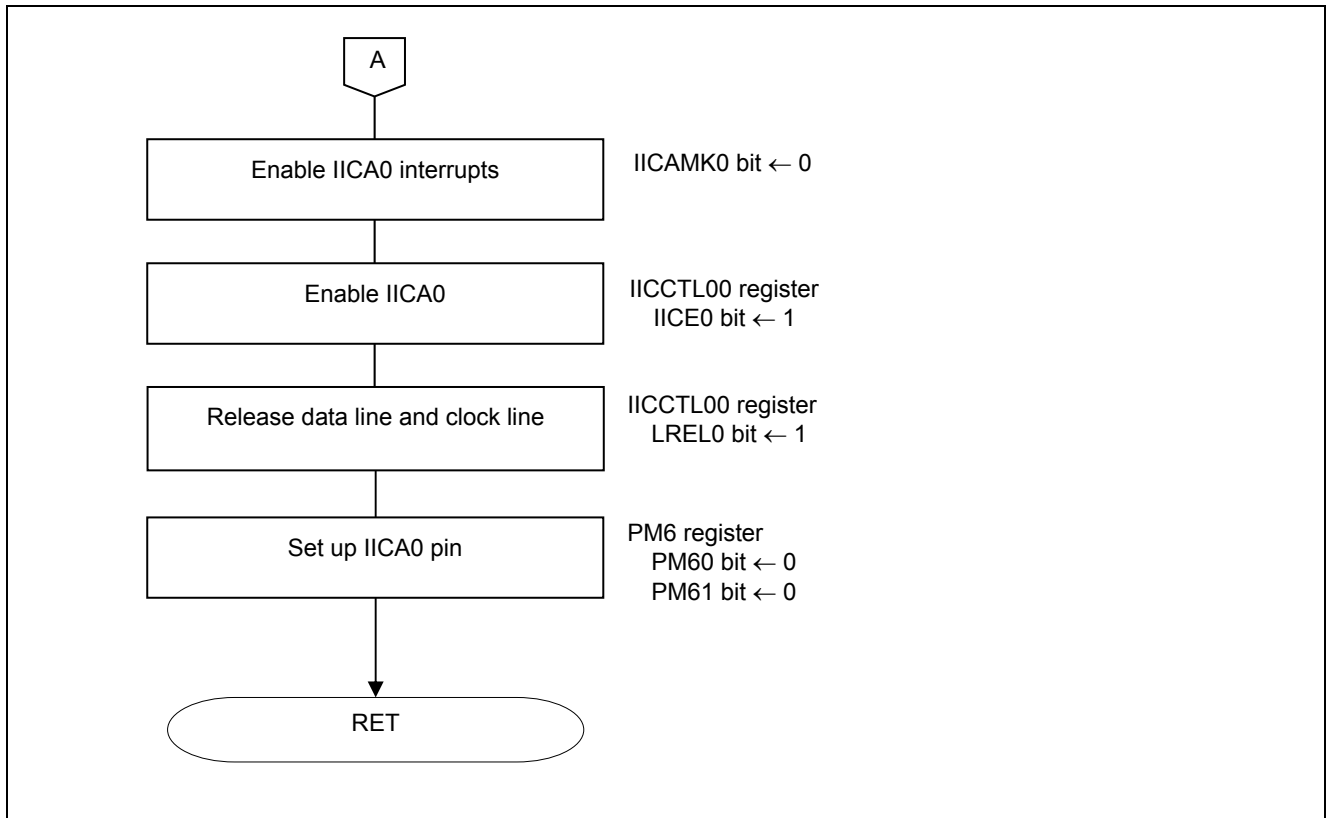 A
Enable IICA0 interrupts
IICAMK0 bit ← 0
Enable IICA0
IICCTL00 register
IICE0 bit ← 1
Release data line and clock line
IICCTL00 register
LREL0 bit ← 1
Set up IICA0 pin
PM6 register
PM60 bit ← 0
PM61 bit ← 0
RET